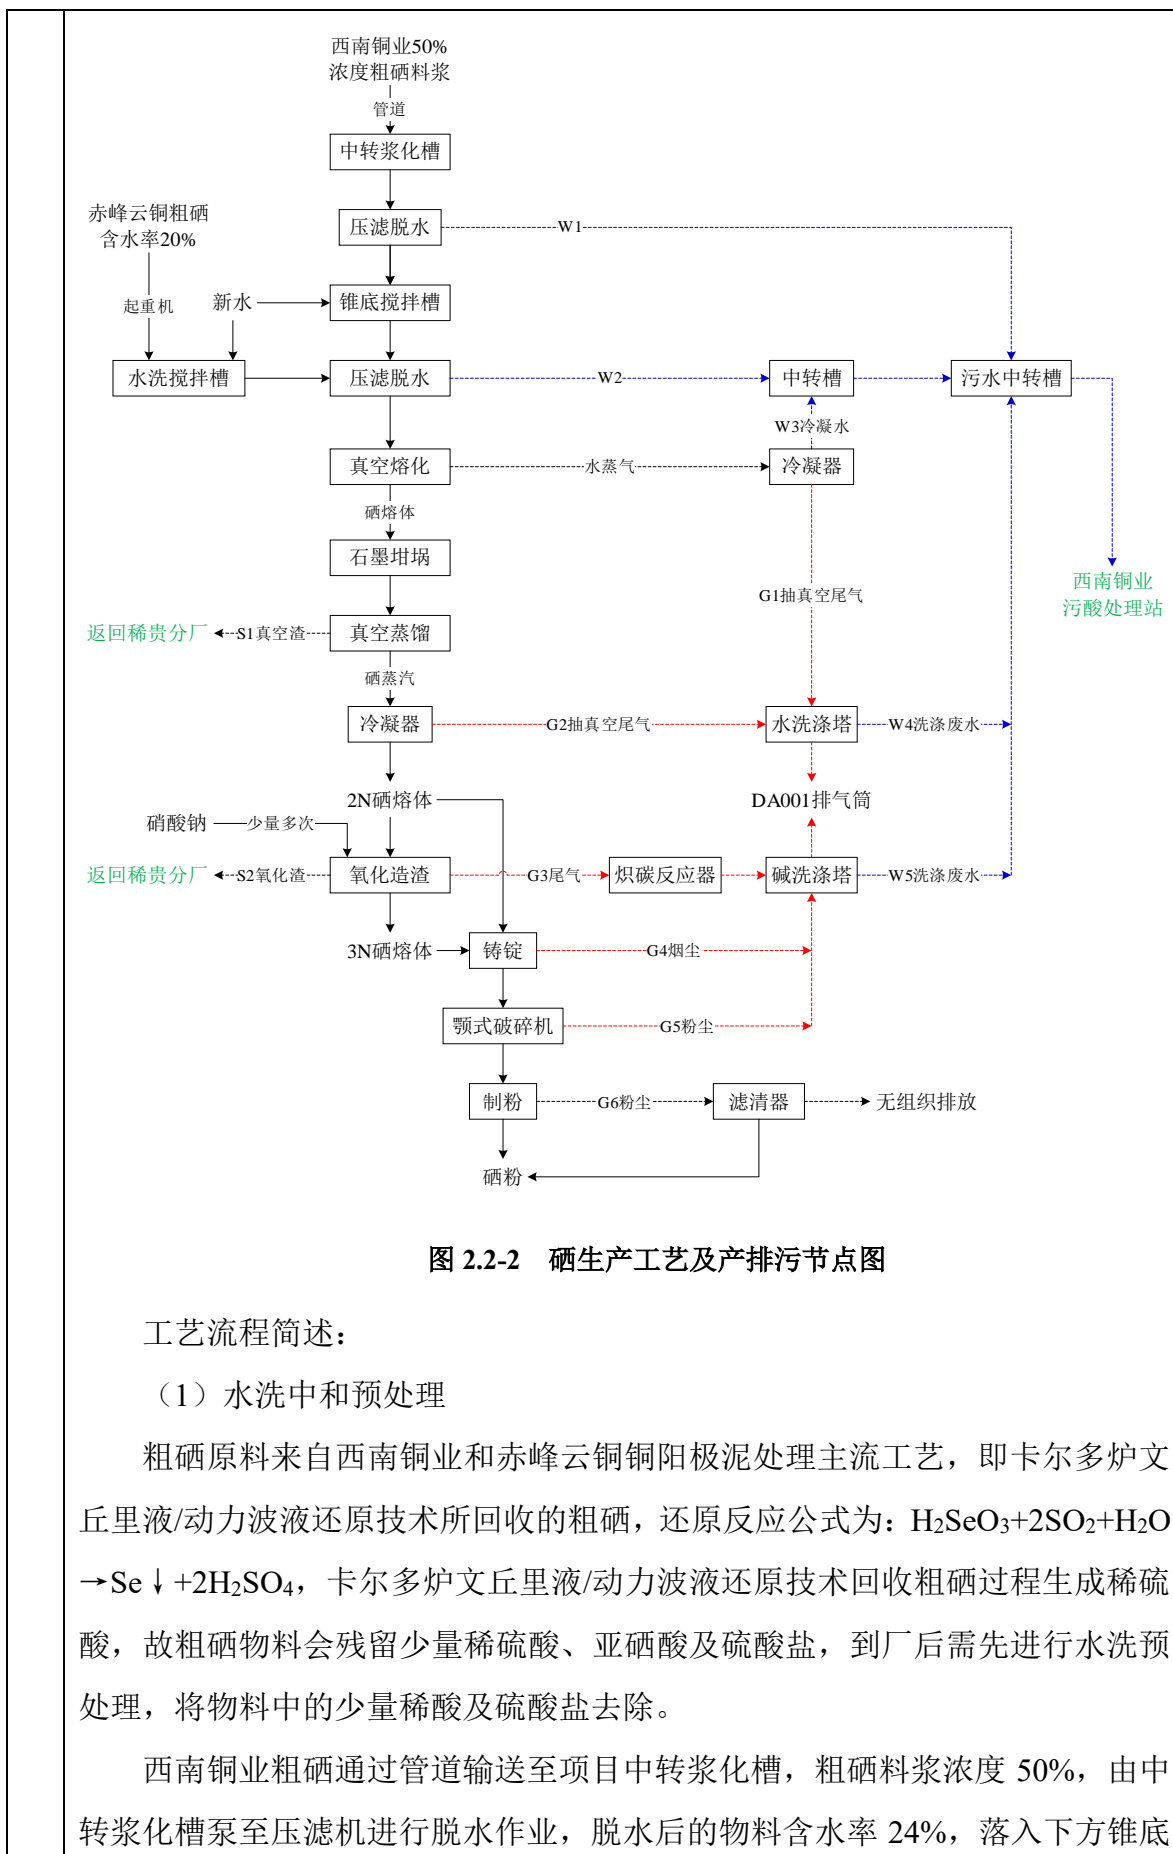 西南铜业50%
浓度粗硒料浆
管道
中转浆化槽
赤峰云铜粗硒
含水率20%
压滤脱水
W1
起重机
新水
锥底搅拌槽
水洗搅拌槽
压滤脱水
W2
中转槽
污水中转槽
W3冷凝水
真空熔化
水蒸气
冷凝器
硒熔体
石墨坩埚
G1抽真空尾气
西南铜业
污酸处理站
返回稀贵分厂
S1真空渣
真空蒸馏
硒蒸汽
冷凝器
G2抽真空尾气
水洗涤塔
W4洗涤废水
2N硒熔体
DA001排气筒
硝酸钠
少量多次
返回稀贵分厂
S2氧化渣
氧化造渣
G3尾气
炽碳反应器
碱洗涤塔
W5洗涤废水
3N硒熔体
铸锭
G4烟尘
颚式破碎机
G5粉尘
制粉
G6粉尘
滤清器
无组织排放
硒粉
图 2.2-2 硒生产工艺及产排污节点图
工艺流程简述：
（1）水洗中和预处理
粗硒原料来自西南铜业和赤峰云铜铜阳极泥处理主流工艺，即卡尔多炉文
丘里液/动力波液还原技术所回收的粗硒，还原反应公式为：H₂SeO₃+2SO₂+H₂O
→Se↓+2H₂SO₄，卡尔多炉文丘里液/动力波液还原技术回收粗硒过程生成稀硫
酸，故粗硒物料会残留少量稀硫酸、亚硒酸及硫酸盐，到厂后需先进行水洗预
处理，将物料中的少量稀酸及硫酸盐去除。
西南铜业粗硒通过管道输送至项目中转浆化槽，粗硒料浆浓度 50%，由中
转浆化槽泵至压滤机进行脱水作业，脱水后的物料含水率 24%，落入下方锥底